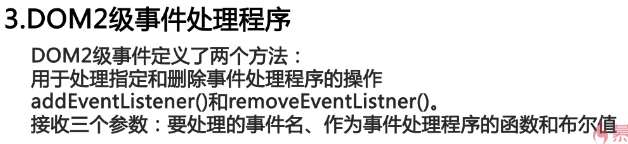 3.DOM2级事件处理程序
DOM2级事件定义了两个方法：
用于处理指定和删除事件处理程序的操作
addEventListener()和removeEventListner()。
接收三个参数：要处理的事件名、作为事件处理程序的函数和布尔值